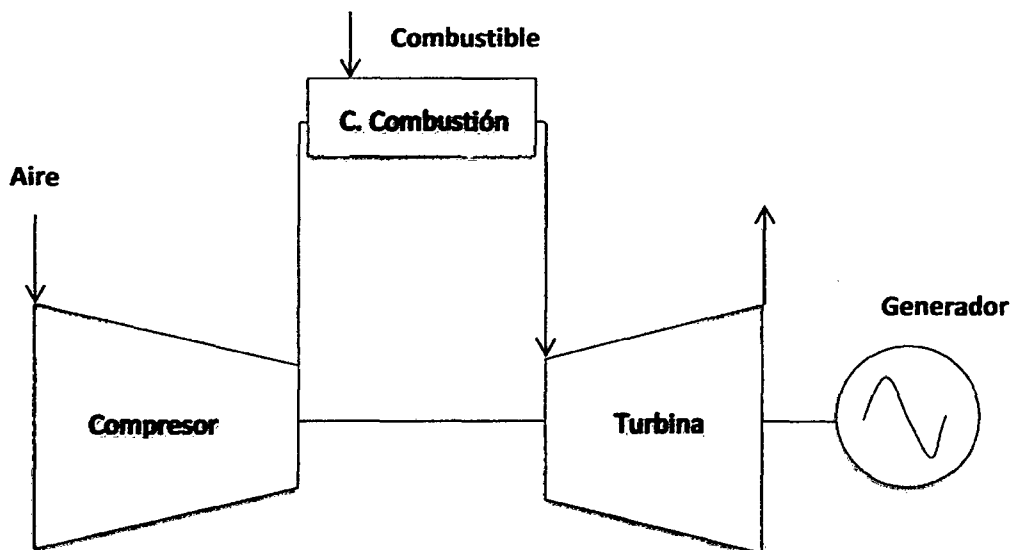 Combustible
C. Combustión
Aire
Generador
Compresor
Turbina